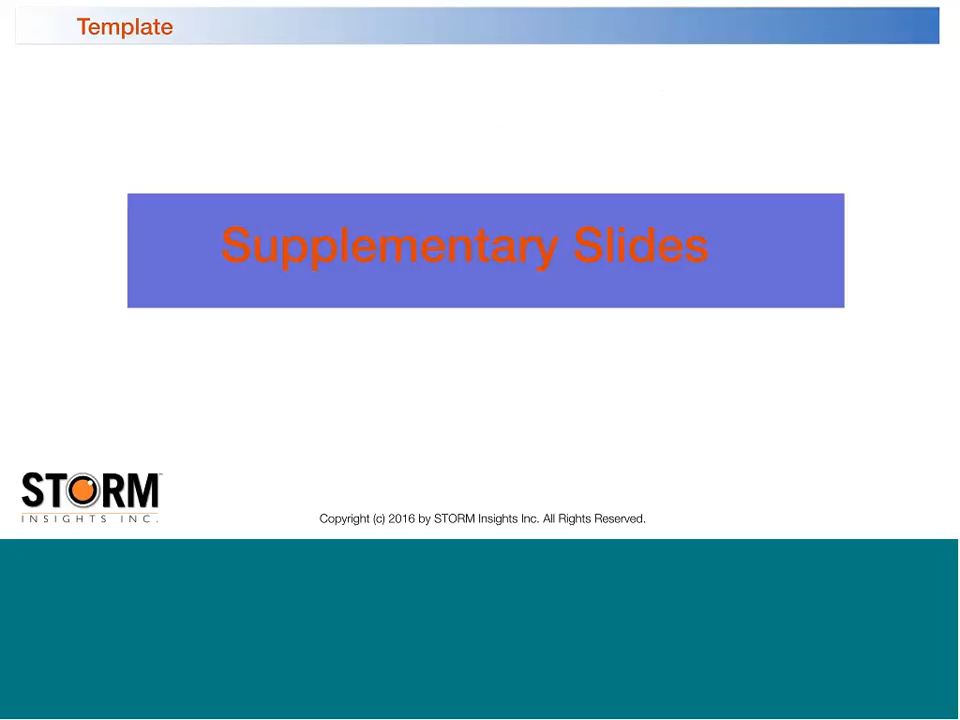 Template
Supplementary Slides
STORM
INSIGHTS INC.
Copyright (c) 2016 by STORM Insights Inc. All Rights Reserved.